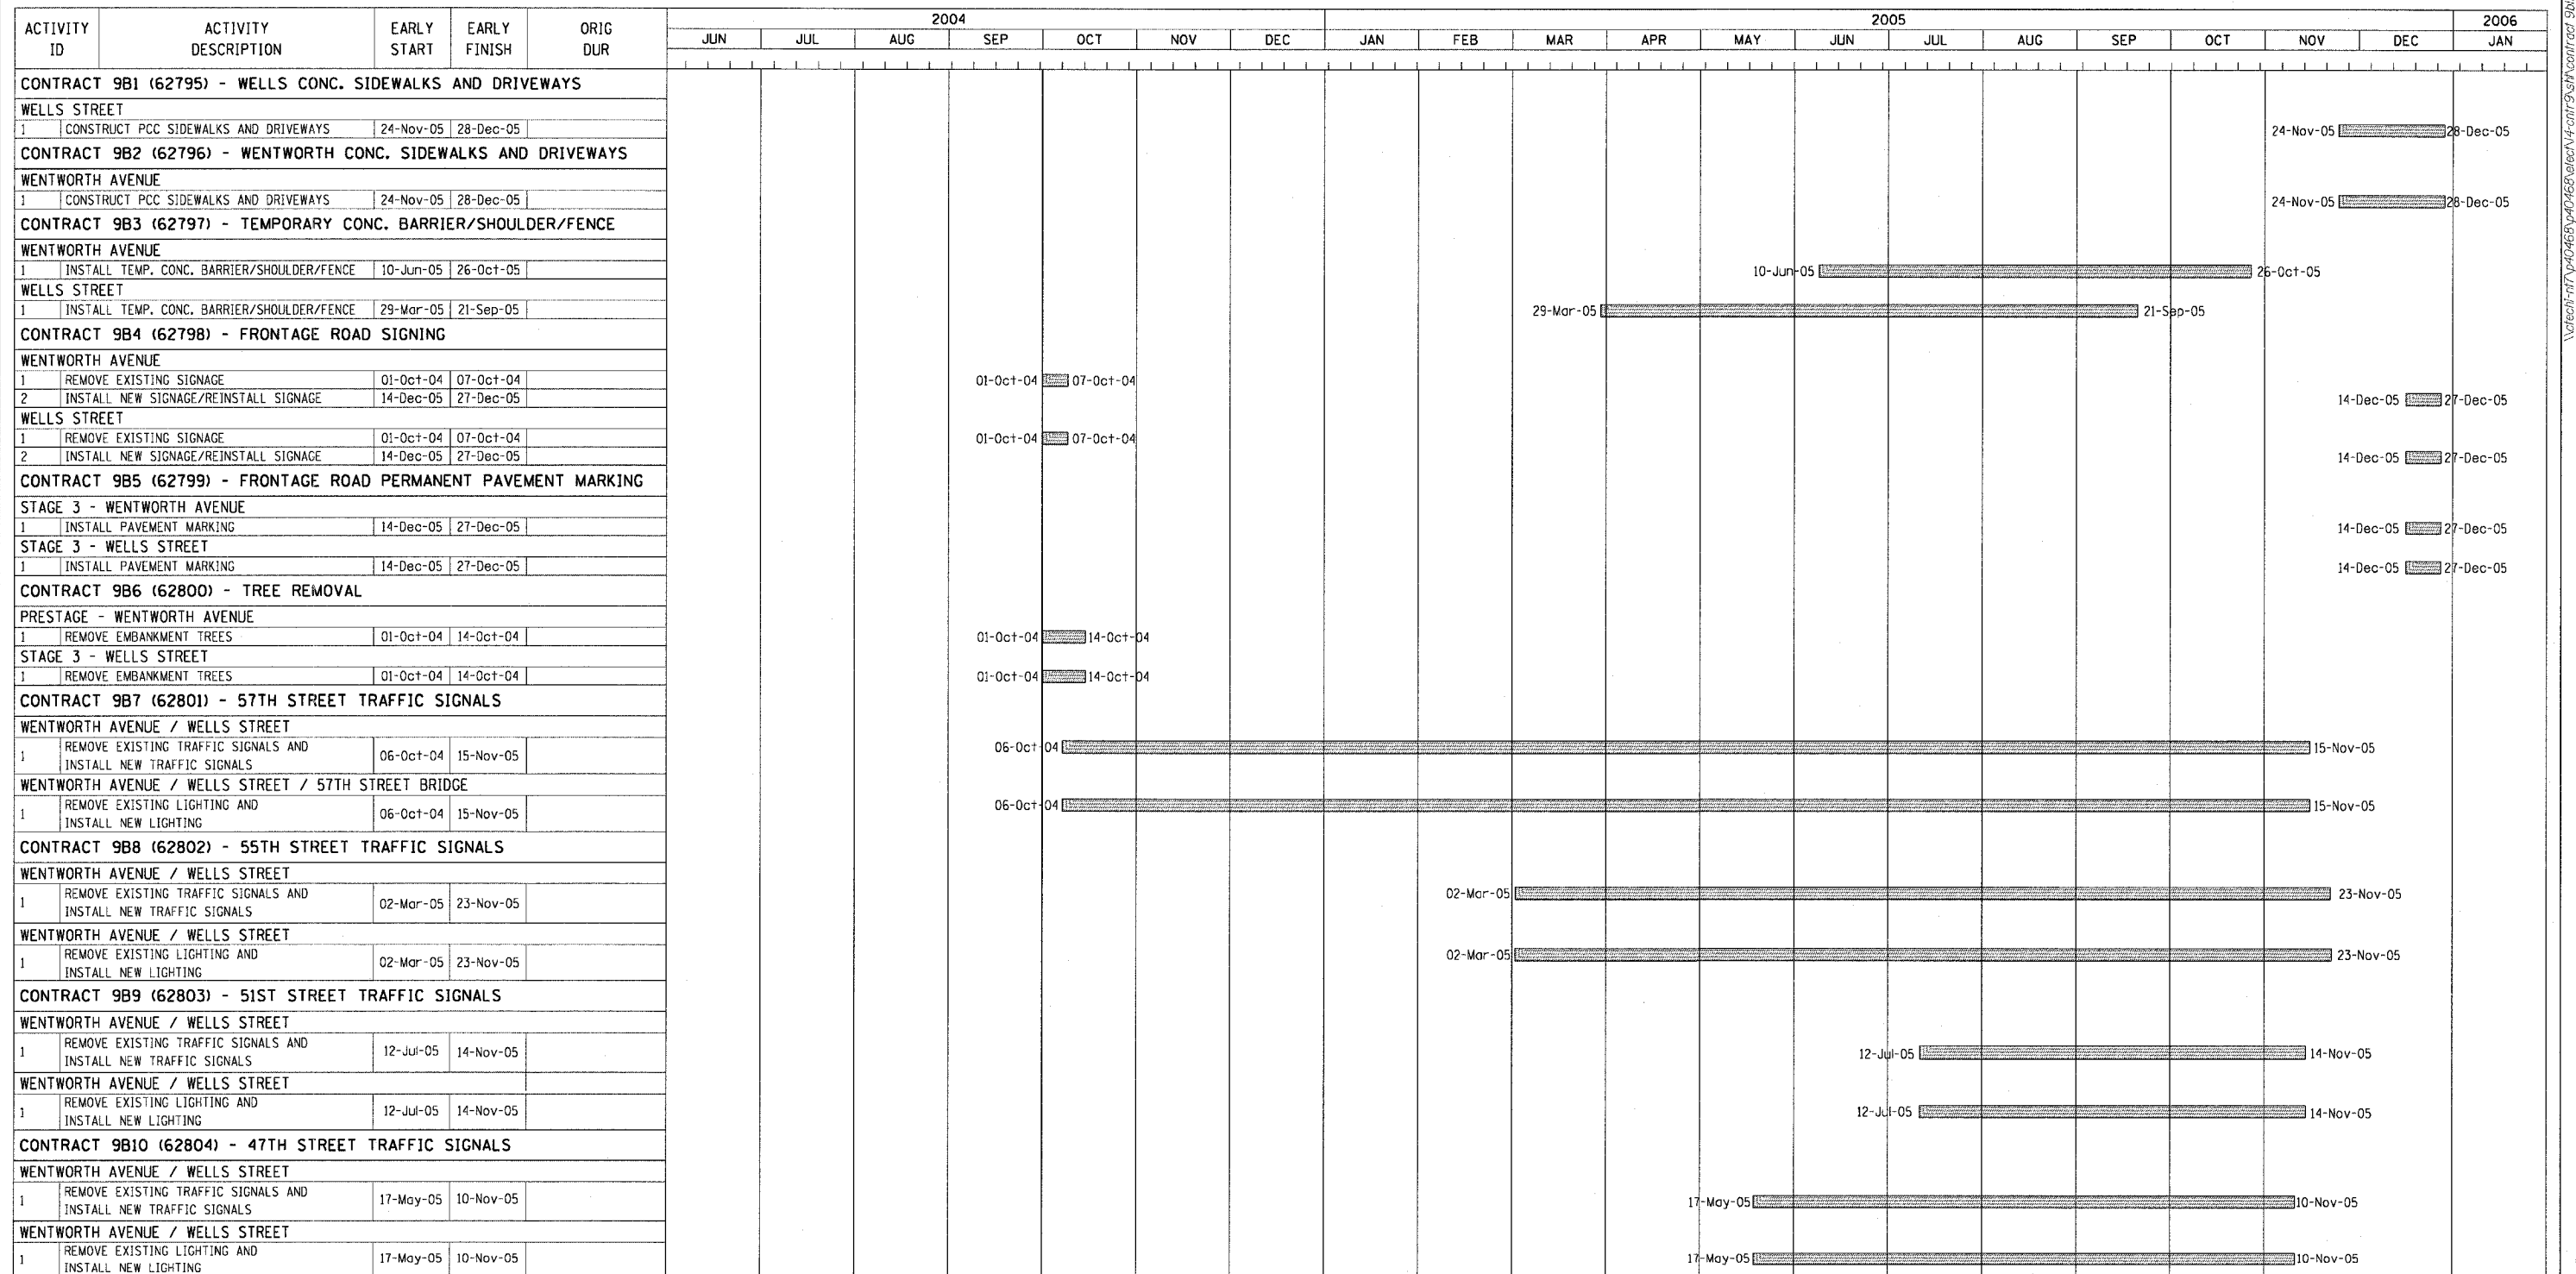 ACTIVITY ID ACTIVITY DESCRIPTION EARLY START EARLY FINISH ORIG DUR
2004 2005 2006
JUN JUL AUG SEP OCT NOV DEC JAN FEB MAR APR MAY JUN JUL AUG SEP OCT NOV DEC JAN
CONTRACT 9B1 (62795) - WELLS CONC. SIDEWALKS AND DRIVEWAYS
WELLS STREET
1 CONSTRUCT PCC SIDEWALKS AND DRIVEWAYS 24-Nov-05 28-Dec-05 24-Nov-05 28-Dec-05
CONTRACT 9B2 (62796) - WENTWORTH CONC. SIDEWALKS AND DRIVEWAYS
WENTWORTH AVENUE
1 CONSTRUCT PCC SIDEWALKS AND DRIVEWAYS 24-Nov-05 28-Dec-05 24-Nov-05 28-Dec-05
CONTRACT 9B3 (62797) - TEMPORARY CONC. BARRIER/SHOULDER/FENCE
WENTWORTH AVENUE
1 INSTALL TEMP. CONC. BARRIER/SHOULDER/FENCE 10-Jun-05 26-Oct-05 10-Jun-05 26-Oct-05
WELLS STREET
1 INSTALL TEMP. CONC. BARRIER/SHOULDER/FENCE 29-Mar-05 21-Sep-05 29-Mar-05 21-Sep-05
CONTRACT 9B4 (62798) - FRONTAGE ROAD SIGNING
WENTWORTH AVENUE
1 REMOVE EXISTING SIGNAGE 01-Oct-04 07-Oct-04 01-Oct-04 07-Oct-04
2 INSTALL NEW SIGNAGE/REINSTALL SIGNAGE 14-Dec-05 27-Dec-05 14-Dec-05 27-Dec-05
WELLS STREET
1 REMOVE EXISTING SIGNAGE 01-Oct-04 07-Oct-04 01-Oct-04 07-Oct-04
2 INSTALL NEW SIGNAGE/REINSTALL SIGNAGE 14-Dec-05 27-Dec-05 14-Dec-05 27-Dec-05
CONTRACT 9B5 (62799) - FRONTAGE ROAD PERMANENT PAVEMENT MARKING
STAGE 3 - WENTWORTH AVENUE
1 INSTALL PAVEMENT MARKING 14-Dec-05 27-Dec-05 14-Dec-05 27-Dec-05
STAGE 3 - WELLS STREET
1 INSTALL PAVEMENT MARKING 14-Dec-05 27-Dec-05 14-Dec-05 27-Dec-05
CONTRACT 9B6 (62800) - TREE REMOVAL
PRESTAGE - WENTWORTH AVENUE
1 REMOVE EMBANKMENT TREES 01-Oct-04 14-Oct-04 01-Oct-04 14-Oct-04
STAGE 3 - WELLS STREET
1 REMOVE EMBANKMENT TREES 01-Oct-04 14-Oct-04 01-Oct-04 14-Oct-04
CONTRACT 9B7 (62801) - 57TH STREET TRAFFIC SIGNALS
WENTWORTH AVENUE / WELLS STREET
1 REMOVE EXISTING TRAFFIC SIGNALS AND
INSTALL NEW TRAFFIC SIGNALS 06-Oct-04 15-Nov-05 06-Oct-04 15-Nov-05
WENTWORTH AVENUE / WELLS STREET / 57TH STREET BRIDGE
1 REMOVE EXISTING LIGHTING AND
INSTALL NEW LIGHTING 06-Oct-04 15-Nov-05 06-Oct-04 15-Nov-05
CONTRACT 9B8 (62802) - 55TH STREET TRAFFIC SIGNALS
WENTWORTH AVENUE / WELLS STREET
1 REMOVE EXISTING TRAFFIC SIGNALS AND
INSTALL NEW TRAFFIC SIGNALS 02-Mar-05 23-Nov-05 02-Mar-05 23-Nov-05
WENTWORTH AVENUE / WELLS STREET
1 REMOVE EXISTING LIGHTING AND
INSTALL NEW LIGHTING 02-Mar-05 23-Nov-05 02-Mar-05 23-Nov-05
CONTRACT 9B9 (62803) - 51ST STREET TRAFFIC SIGNALS
WENTWORTH AVENUE / WELLS STREET
1 REMOVE EXISTING TRAFFIC SIGNALS AND
INSTALL NEW TRAFFIC SIGNALS 12-Jul-05 14-Nov-05 12-Jul-05 14-Nov-05
WENTWORTH AVENUE / WELLS STREET
1 REMOVE EXISTING LIGHTING AND
INSTALL NEW LIGHTING 12-Jul-05 14-Nov-05 12-Jul-05 14-Nov-05
CONTRACT 9B10 (62804) - 47TH STREET TRAFFIC SIGNALS
WENTWORTH AVENUE / WELLS STREET
1 REMOVE EXISTING TRAFFIC SIGNALS AND
INSTALL NEW TRAFFIC SIGNALS 17-May-05 10-Nov-05 17-May-05 10-Nov-05
WENTWORTH AVENUE / WELLS STREET
1 REMOVE EXISTING LIGHTING AND
INSTALL NEW LIGHTING 17-May-05 10-Nov-05 17-May-05 10-Nov-05